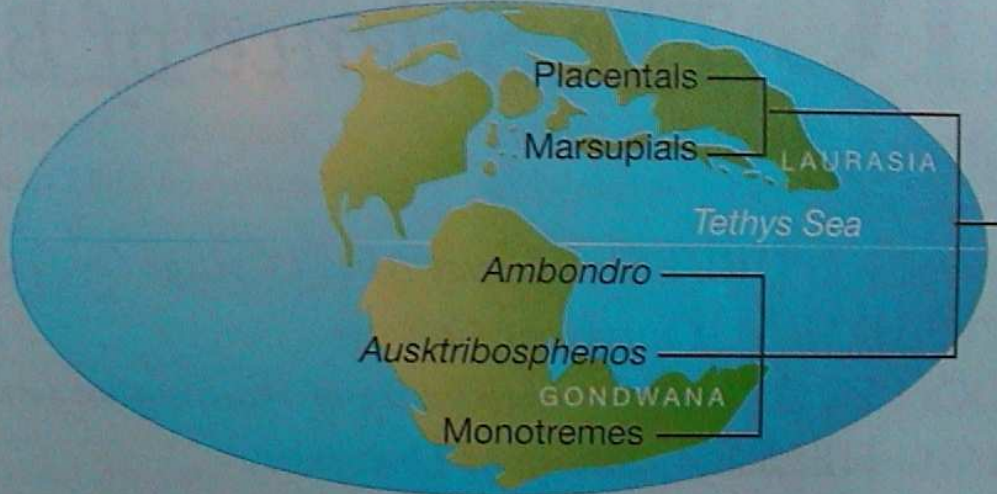 Placentals
Marsupials
LAURASIA
Tethys Sea
Ambondro
Ausktribosphenos
GONDWANA
Monotremes